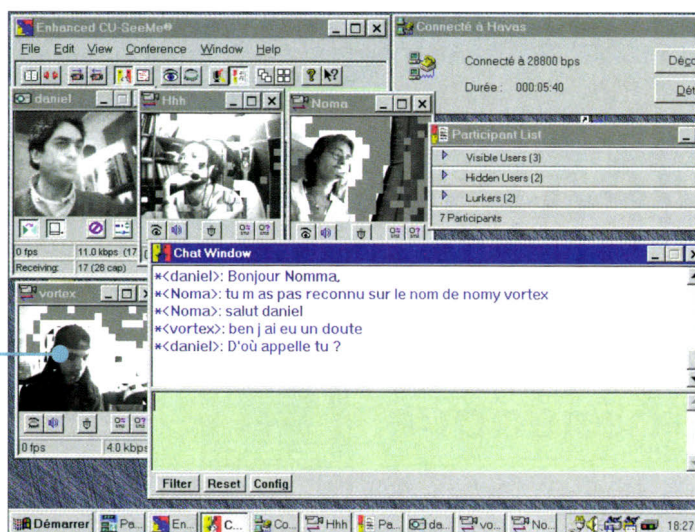 Enhanced CU-SeeMe®
File Edit View Conference Window Help
Connecté à Havas
Connecté à 28800 bps
Durée : 000:05:40
daniel
Hhh
Noma
Participant List
Visible Users (3)
Hidden Users (2)
Lurkers (2)
7 Participants
0 fps 11.0 kbps (17
Receiving: 17 (28 cap)
Chat Window
*<daniel>: Bonjour Nomma,
*<Noma>: tu m as pas reconnu sur le nom de nomy vortex
*<Noma>: salut daniel
*<vortex>: ben j ai eu un doute
*<daniel>: D'où appelle tu ?
vortex
0 fps 4.0 kbps
Filter Reset Config
Démarrer Pa... En... C... Co... Hhh Pa... da... vo... No... 18:27